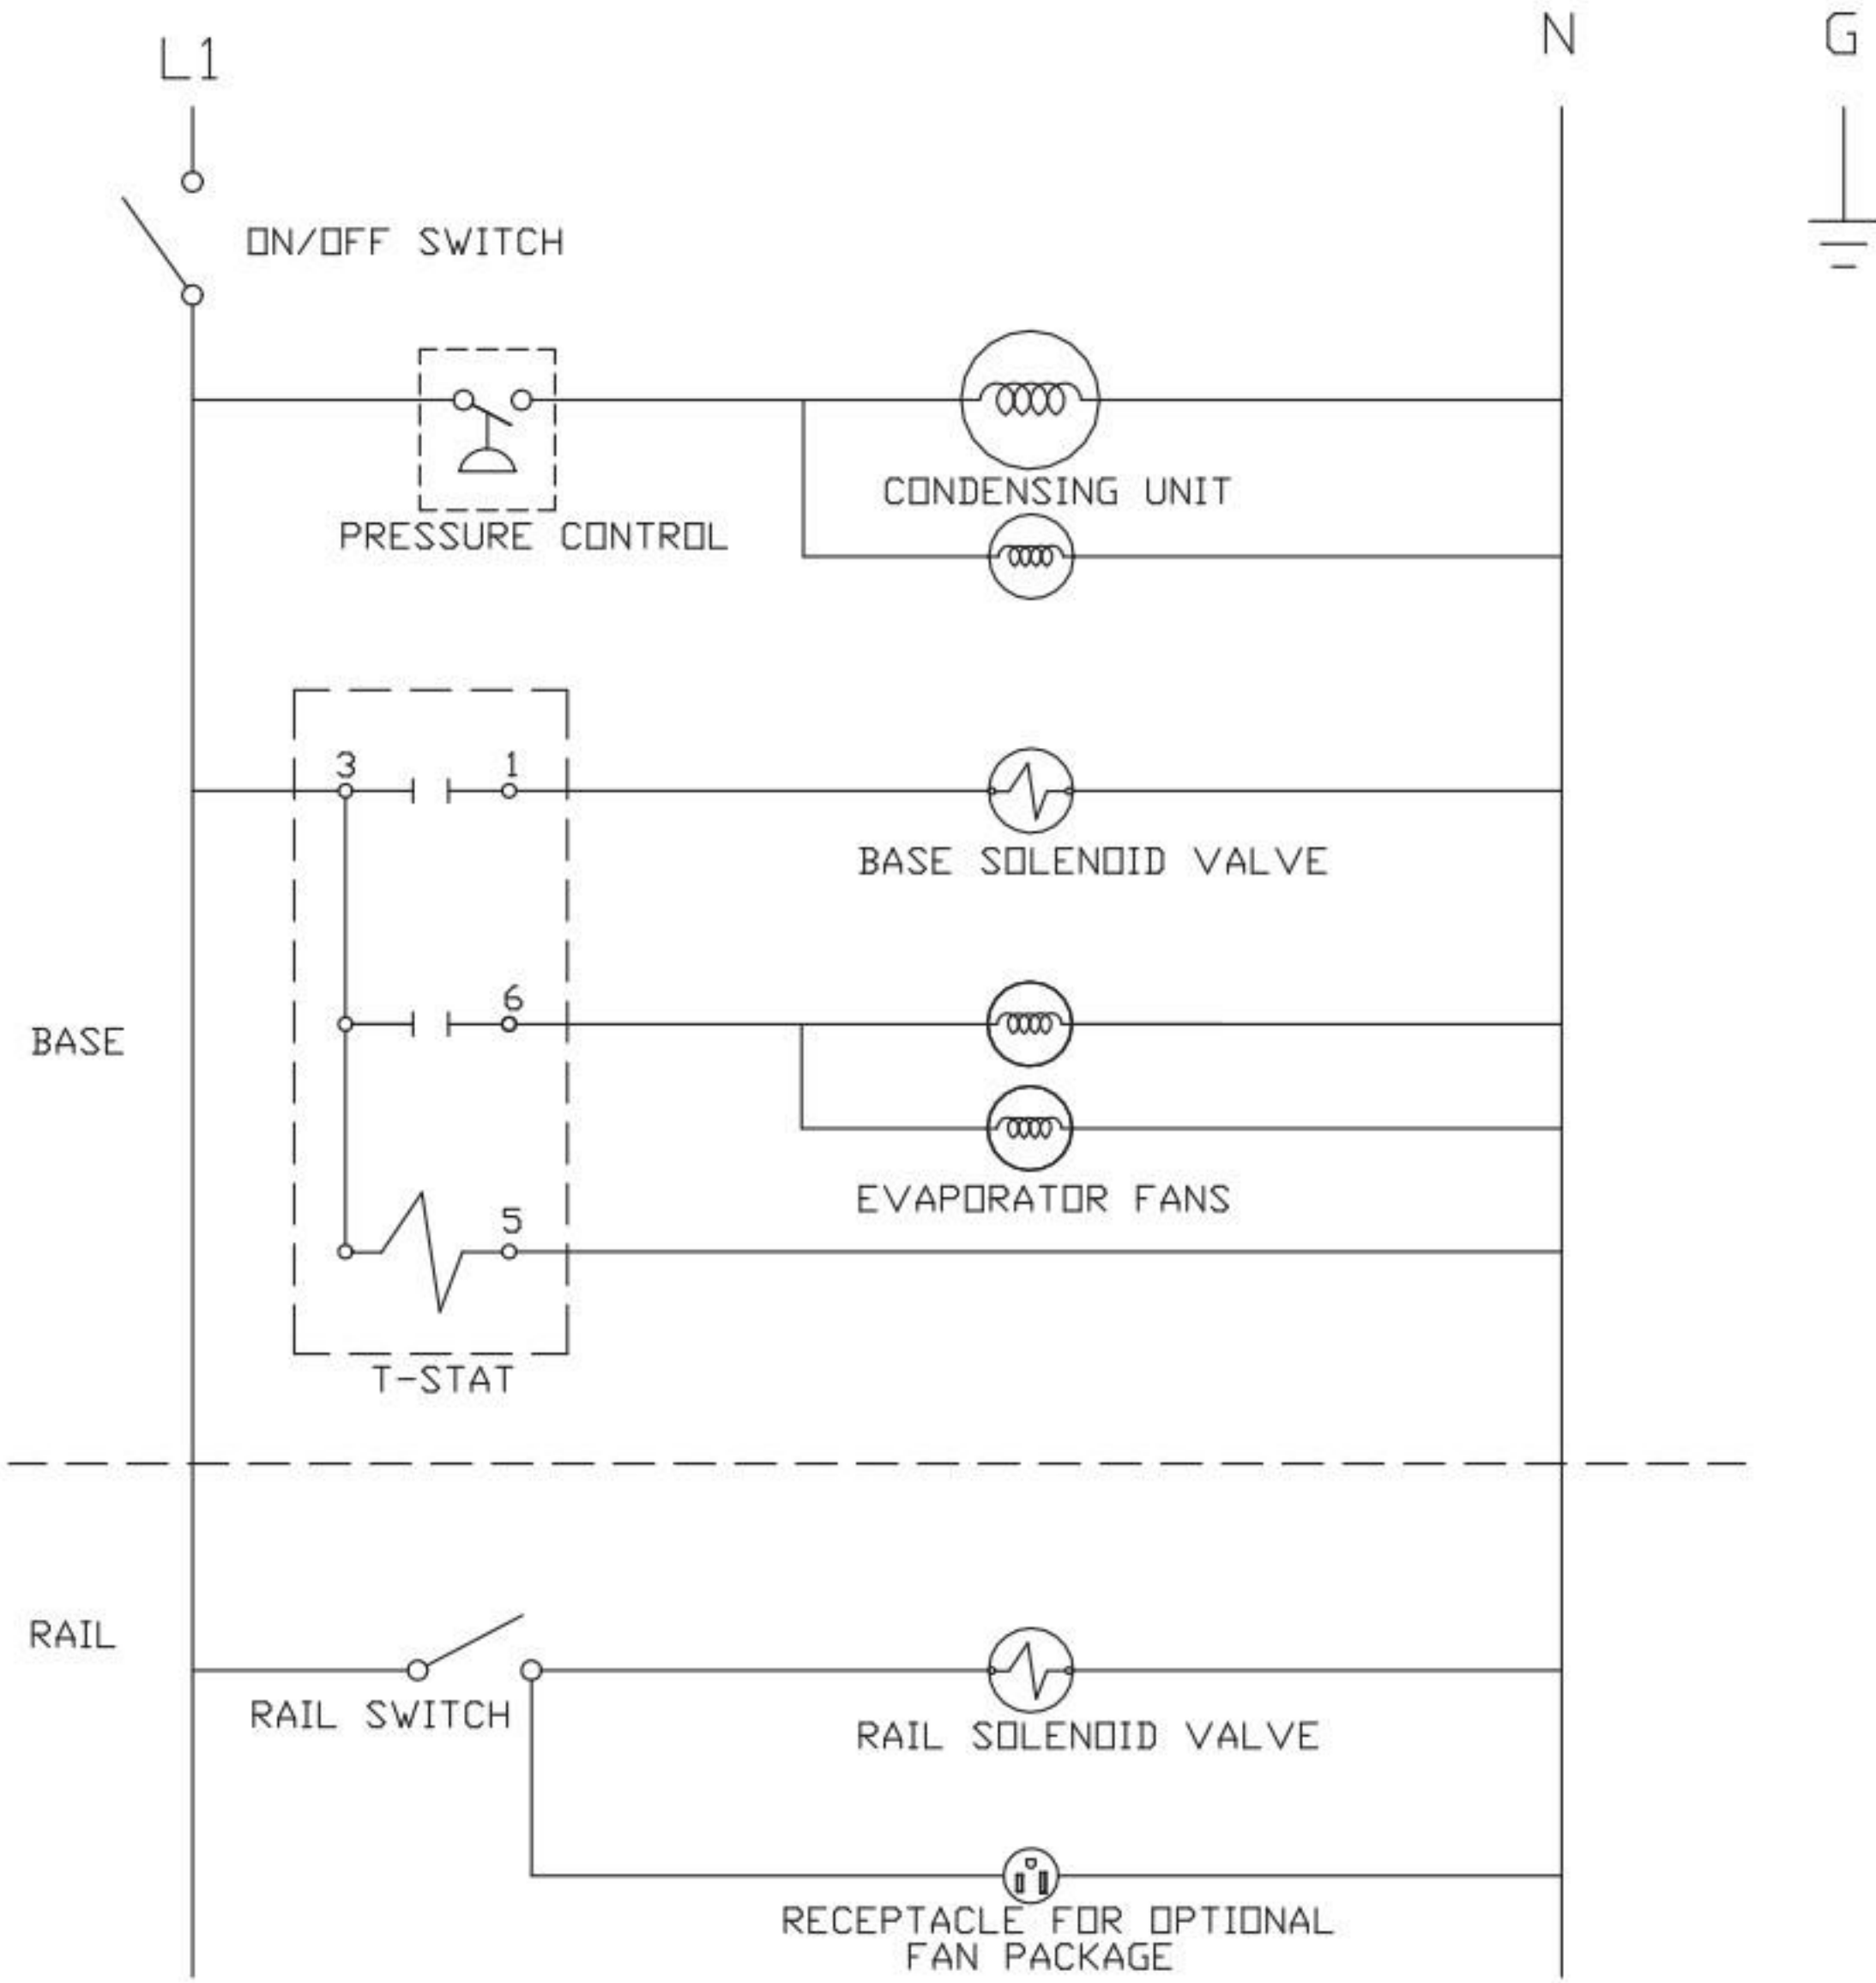 L1
N
G
ON/OFF SWITCH
CONDENSING UNIT
PRESSURE CONTROL
3
1
BASE SOLENOID VALVE
6
BASE
EVAPORATOR FANS
5
T-STAT
RAIL
RAIL SWITCH
RAIL SOLENOID VALVE
RECEPTACLE FOR OPTIONAL
FAN PACKAGE